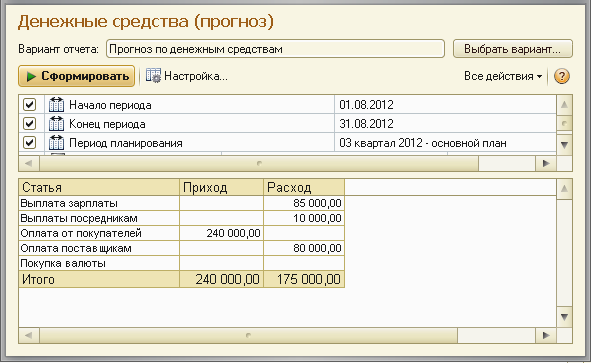 Денежные средства (прогноз)
Вариант отчета: Прогноз по денежным средствам Выбрать вариант...
Сформировать Настройка... Все действия ?
Начало периода 01.08.2012
Конец периода 31.08.2012
Период планирования 03 квартал 2012 - основной план
Статья Приход Расход
Выплата зарплаты 85 000,00
Выплаты посредникам 10 000,00
Оплата от покупателей 240 000,00
Оплата поставщикам 80 000,00
Покупка валюты
Итого 240 000,00 175 000,00